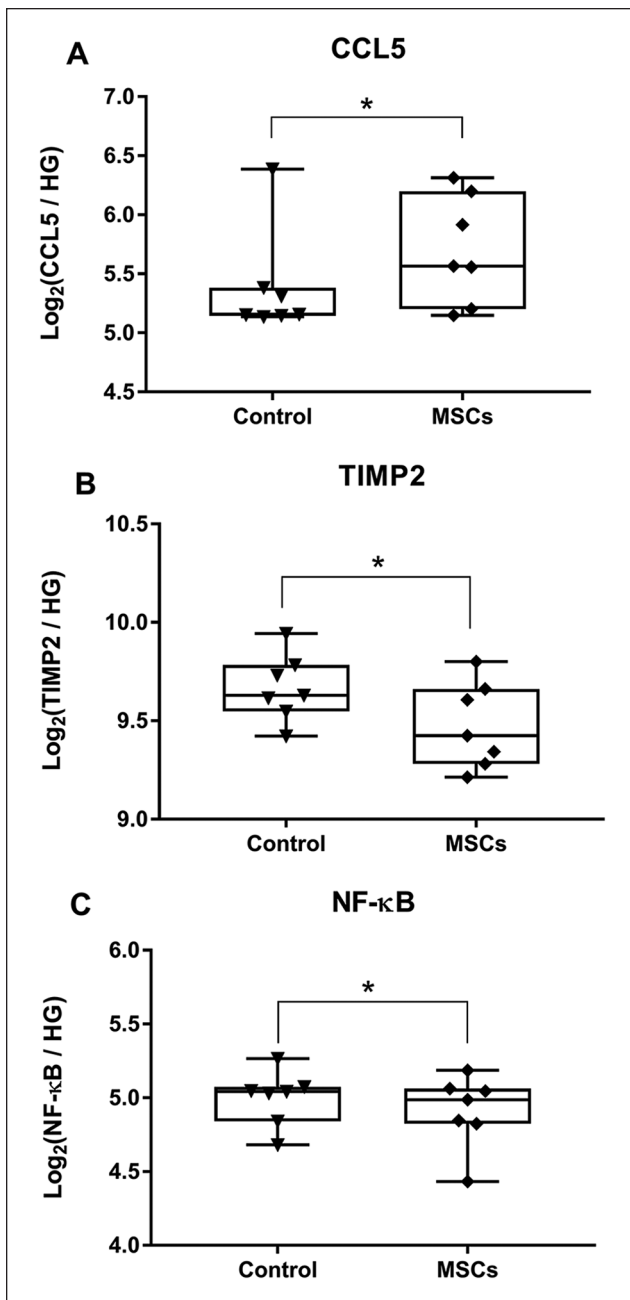 A
CCL5
*
7.0
6.5
6.0
5.5
5.0
4.5
Log₂(CCL5 / HG)
Control MSCs
B
TIMP2
*
10.5
10.0
9.5
9.0
Log₂(TIMP2 / HG)
Control MSCs
C
NF-κB
*
6.0
5.5
5.0
4.5
4.0
Log₂(NF-κB / HG)
Control MSCs